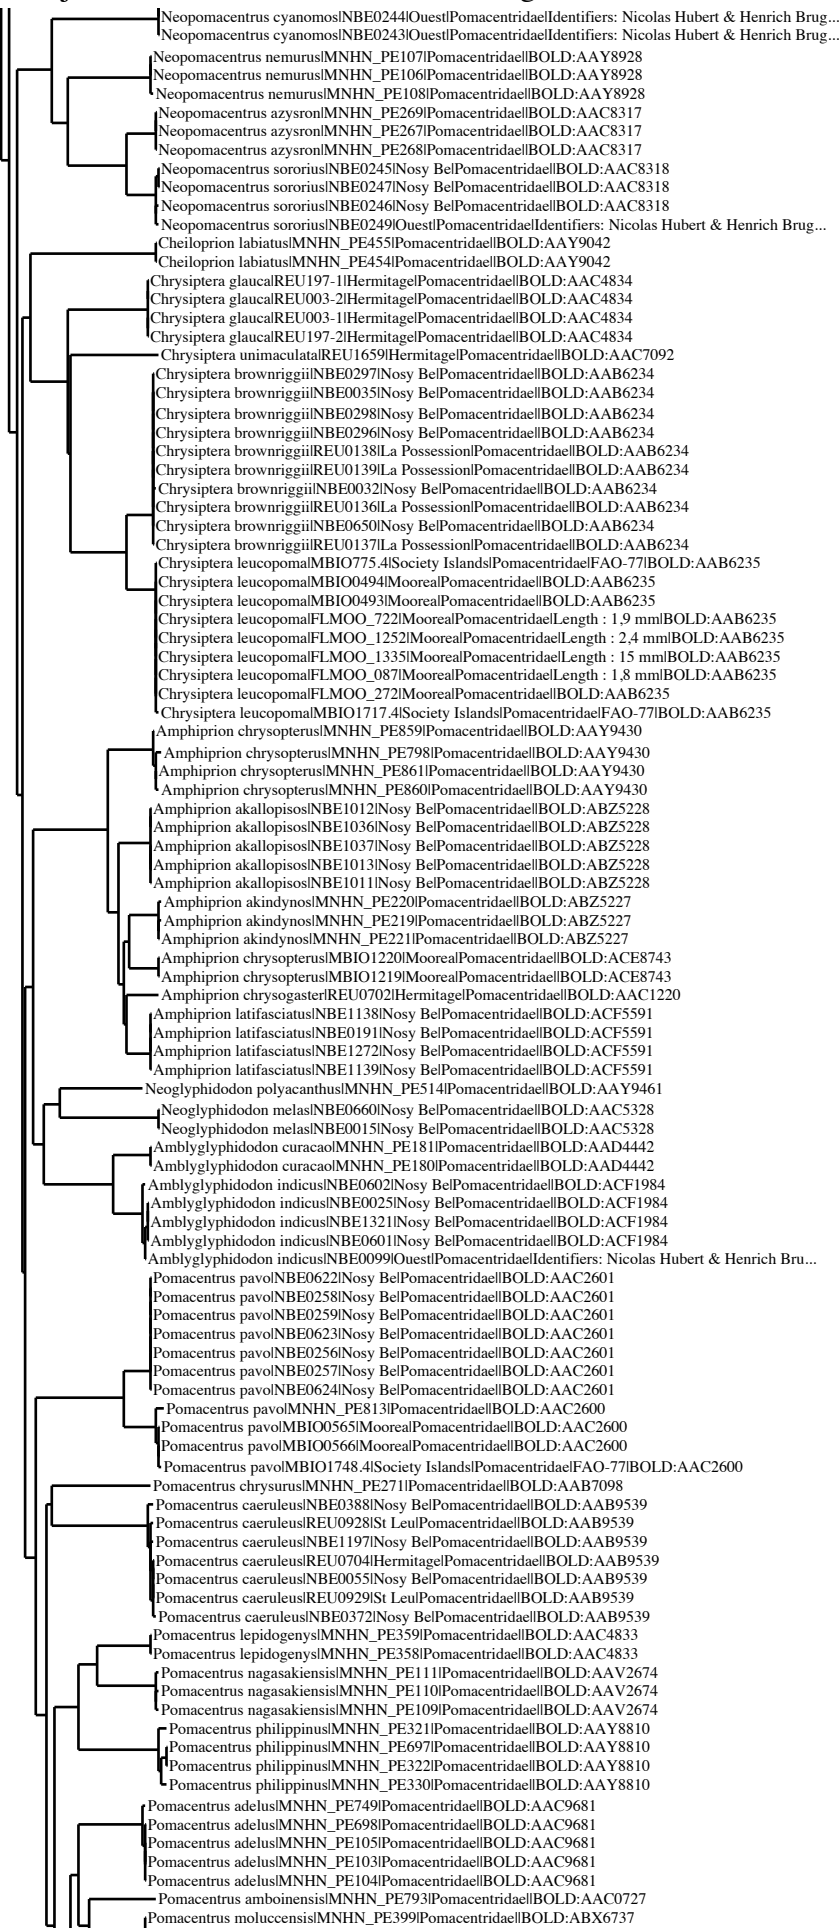 Neopomacentrus cyanomos|NBE0244|Ouest|Pomacentridae|Identifiers: Nicolas Hubert & Henrich Brug...
Neopomacentrus cyanomos|NBE0243|Ouest|Pomacentridae|Identifiers: Nicolas Hubert & Henrich Brug...
Neopomacentrus nemurus|MNHN_PE107|Pomacentridae||BOLD:AAY8928
Neopomacentrus nemurus|MNHN_PE106|Pomacentridae||BOLD:AAY8928
Neopomacentrus nemurus|MNHN_PE108|Pomacentridae||BOLD:AAY8928
Neopomacentrus azysron|MNHN_PE269|Pomacentridae||BOLD:AAC8317
Neopomacentrus azysron|MNHN_PE267|Pomacentridae||BOLD:AAC8317
Neopomacentrus azysron|MNHN_PE268|Pomacentridae||BOLD:AAC8317
Neopomacentrus sororius|NBE0245|Nosy Be|Pomacentridae||BOLD:AAC8318
Neopomacentrus sororius|NBE0247|Nosy Be|Pomacentridae||BOLD:AAC8318
Neopomacentrus sororius|NBE0246|Nosy Be|Pomacentridae||BOLD:AAC8318
Neopomacentrus sororius|NBE0249|Ouest|Pomacentridae|Identifiers: Nicolas Hubert & Henrich Brug...
Cheiloprion labiatus|MNHN_PE455|Pomacentridae||BOLD:AAY9042
Cheiloprion labiatus|MNHN_PE454|Pomacentridae||BOLD:AAY9042
Chrysiptera glauca|REU197-1|Hermitage|Pomacentridae||BOLD:AAC4834
Chrysiptera glauca|REU003-2|Hermitage|Pomacentridae||BOLD:AAC4834
Chrysiptera glauca|REU003-1|Hermitage|Pomacentridae||BOLD:AAC4834
Chrysiptera glauca|REU197-2|Hermitage|Pomacentridae||BOLD:AAC4834
Chrysiptera unimaculata|REU1659|Hermitage|Pomacentridae||BOLD:AAC7092
Chrysiptera brownriggii|NBE0297|Nosy Be|Pomacentridae||BOLD:AAB6234
Chrysiptera brownriggii|NBE0035|Nosy Be|Pomacentridae||BOLD:AAB6234
Chrysiptera brownriggii|NBE0298|Nosy Be|Pomacentridae||BOLD:AAB6234
Chrysiptera brownriggii|NBE0296|Nosy Be|Pomacentridae||BOLD:AAB6234
Chrysiptera brownriggii|REU0138|La Possession|Pomacentridae||BOLD:AAB6234
Chrysiptera brownriggii|REU0139|La Possession|Pomacentridae||BOLD:AAB6234
Chrysiptera brownriggii|NBE0032|Nosy Be|Pomacentridae||BOLD:AAB6234
Chrysiptera brownriggii|REU0136|La Possession|Pomacentridae||BOLD:AAB6234
Chrysiptera brownriggii|NBE0650|Nosy Be|Pomacentridae||BOLD:AAB6234
Chrysiptera brownriggii|REU0137|La Possession|Pomacentridae||BOLD:AAB6234
Chrysiptera leucopoma|MBIO775.4|Society Islands|Pomacentridae|FAO-77|BOLD:AAB6235
Chrysiptera leucopoma|MBIO0494|Moorea|Pomacentridae||BOLD:AAB6235
Chrysiptera leucopoma|MBIO0493|Moorea|Pomacentridae||BOLD:AAB6235
Chrysiptera leucopoma|FLMOO_722|Moorea|Pomacentridae|Length : 1,9 mm|BOLD:AAB6235
Chrysiptera leucopoma|FLMOO_1252|Moorea|Pomacentridae|Length : 2,4 mm|BOLD:AAB6235
Chrysiptera leucopoma|FLMOO_1335|Moorea|Pomacentridae|Length : 15 mm|BOLD:AAB6235
Chrysiptera leucopoma|FLMOO_087|Moorea|Pomacentridae|Length : 1,8 mm|BOLD:AAB6235
Chrysiptera leucopoma|FLMOO_272|Moorea|Pomacentridae||BOLD:AAB6235
Chrysiptera leucopoma|MBIO1717.4|Society Islands|Pomacentridae|FAO-77|BOLD:AAB6235
Amphiprion chrysopterus|MNHN_PE859|Pomacentridae||BOLD:AAY9430
Amphiprion chrysopterus|MNHN_PE798|Pomacentridae||BOLD:AAY9430
Amphiprion chrysopterus|MNHN_PE861|Pomacentridae||BOLD:AAY9430
Amphiprion chrysopterus|MNHN_PE860|Pomacentridae||BOLD:AAY9430
Amphiprion akallopisos|NBE1012|Nosy Be|Pomacentridae||BOLD:ABZ5228
Amphiprion akallopisos|NBE1036|Nosy Be|Pomacentridae||BOLD:ABZ5228
Amphiprion akallopisos|NBE1037|Nosy Be|Pomacentridae||BOLD:ABZ5228
Amphiprion akallopisos|NBE1013|Nosy Be|Pomacentridae||BOLD:ABZ5228
Amphiprion akallopisos|NBE1011|Nosy Be|Pomacentridae||BOLD:ABZ5228
Amphiprion akindynos|MNHN_PE220|Pomacentridae||BOLD:ABZ5227
Amphiprion akindynos|MNHN_PE219|Pomacentridae||BOLD:ABZ5227
Amphiprion akindynos|MNHN_PE221|Pomacentridae||BOLD:ABZ5227
Amphiprion chrysopterus|MBIO1220|Moorea|Pomacentridae||BOLD:ACE8743
Amphiprion chrysopterus|MBIO1219|Moorea|Pomacentridae||BOLD:ACE8743
Amphiprion chrysogaster|REU0702|Hermitage|Pomacentridae||BOLD:AAC1220
Amphiprion latifasciatus|NBE1138|Nosy Be|Pomacentridae||BOLD:ACF5591
Amphiprion latifasciatus|NBE0191|Nosy Be|Pomacentridae||BOLD:ACF5591
Amphiprion latifasciatus|NBE1272|Nosy Be|Pomacentridae||BOLD:ACF5591
Amphiprion latifasciatus|NBE1139|Nosy Be|Pomacentridae||BOLD:ACF5591
Neoglyphidodon polyacanthus|MNHN_PE514|Pomacentridae||BOLD:AAY9461
Neoglyphidodon melas|NBE0660|Nosy Be|Pomacentridae||BOLD:AAC5328
Neoglyphidodon melas|NBE0015|Nosy Be|Pomacentridae||BOLD:AAC5328
Amblyglyphidodon curacao|MNHN_PE181|Pomacentridae||BOLD:AAD4442
Amblyglyphidodon curacao|MNHN_PE180|Pomacentridae||BOLD:AAD4442
Amblyglyphidodon indicus|NBE0602|Nosy Be|Pomacentridae||BOLD:ACF1984
Amblyglyphidodon indicus|NBE0025|Nosy Be|Pomacentridae||BOLD:ACF1984
Amblyglyphidodon indicus|NBE1321|Nosy Be|Pomacentridae||BOLD:ACF1984
Amblyglyphidodon indicus|NBE0601|Nosy Be|Pomacentridae||BOLD:ACF1984
Amblyglyphidodon indicus|NBE0099|Ouest|Pomacentridae|Identifiers: Nicolas Hubert & Henrich Bru...
Pomacentrus pavo|NBE0622|Nosy Be|Pomacentridae||BOLD:AAC2601
Pomacentrus pavo|NBE0258|Nosy Be|Pomacentridae||BOLD:AAC2601
Pomacentrus pavo|NBE0259|Nosy Be|Pomacentridae||BOLD:AAC2601
Pomacentrus pavo|NBE0623|Nosy Be|Pomacentridae||BOLD:AAC2601
Pomacentrus pavo|NBE0256|Nosy Be|Pomacentridae||BOLD:AAC2601
Pomacentrus pavo|NBE0257|Nosy Be|Pomacentridae||BOLD:AAC2601
Pomacentrus pavo|NBE0624|Nosy Be|Pomacentridae||BOLD:AAC2601
Pomacentrus pavo|MNHN_PE813|Pomacentridae||BOLD:AAC2600
Pomacentrus pavo|MBIO0565|Moorea|Pomacentridae||BOLD:AAC2600
Pomacentrus pavo|MBIO0566|Moorea|Pomacentridae||BOLD:AAC2600
Pomacentrus pavo|MBIO1748.4|Society Islands|Pomacentridae|FAO-77|BOLD:AAC2600
Pomacentrus chrysurus|MNHN_PE271|Pomacentridae||BOLD:AAB7098
Pomacentrus caeruleus|NBE0388|Nosy Be|Pomacentridae||BOLD:AAB9539
Pomacentrus caeruleus|REU0928|St Leu|Pomacentridae||BOLD:AAB9539
Pomacentrus caeruleus|NBE1197|Nosy Be|Pomacentridae||BOLD:AAB9539
Pomacentrus caeruleus|REU0704|Hermitage|Pomacentridae||BOLD:AAB9539
Pomacentrus caeruleus|NBE0055|Nosy Be|Pomacentridae||BOLD:AAB9539
Pomacentrus caeruleus|REU0929|St Leu|Pomacentridae||BOLD:AAB9539
Pomacentrus caeruleus|NBE0372|Nosy Be|Pomacentridae||BOLD:AAB9539
Pomacentrus lepidogenys|MNHN_PE359|Pomacentridae||BOLD:AAC4833
Pomacentrus lepidogenys|MNHN_PE358|Pomacentridae||BOLD:AAC4833
Pomacentrus nagasakiensis|MNHN_PE111|Pomacentridae||BOLD:AAV2674
Pomacentrus nagasakiensis|MNHN_PE110|Pomacentridae||BOLD:AAV2674
Pomacentrus nagasakiensis|MNHN_PE109|Pomacentridae||BOLD:AAV2674
Pomacentrus philippinus|MNHN_PE321|Pomacentridae||BOLD:AAY8810
Pomacentrus philippinus|MNHN_PE697|Pomacentridae||BOLD:AAY8810
Pomacentrus philippinus|MNHN_PE322|Pomacentridae||BOLD:AAY8810
Pomacentrus philippinus|MNHN_PE330|Pomacentridae||BOLD:AAY8810
Pomacentrus adelus|MNHN_PE749|Pomacentridae||BOLD:AAC9681
Pomacentrus adelus|MNHN_PE698|Pomacentridae||BOLD:AAC9681
Pomacentrus adelus|MNHN_PE105|Pomacentridae||BOLD:AAC9681
Pomacentrus adelus|MNHN_PE103|Pomacentridae||BOLD:AAC9681
Pomacentrus adelus|MNHN_PE104|Pomacentridae||BOLD:AAC9681
Pomacentrus amboinensis|MNHN_PE793|Pomacentridae||BOLD:AAC0727
Pomacentrus moluccensis|MNHN_PE399|Pomacentridae||BOLD:ABX6737